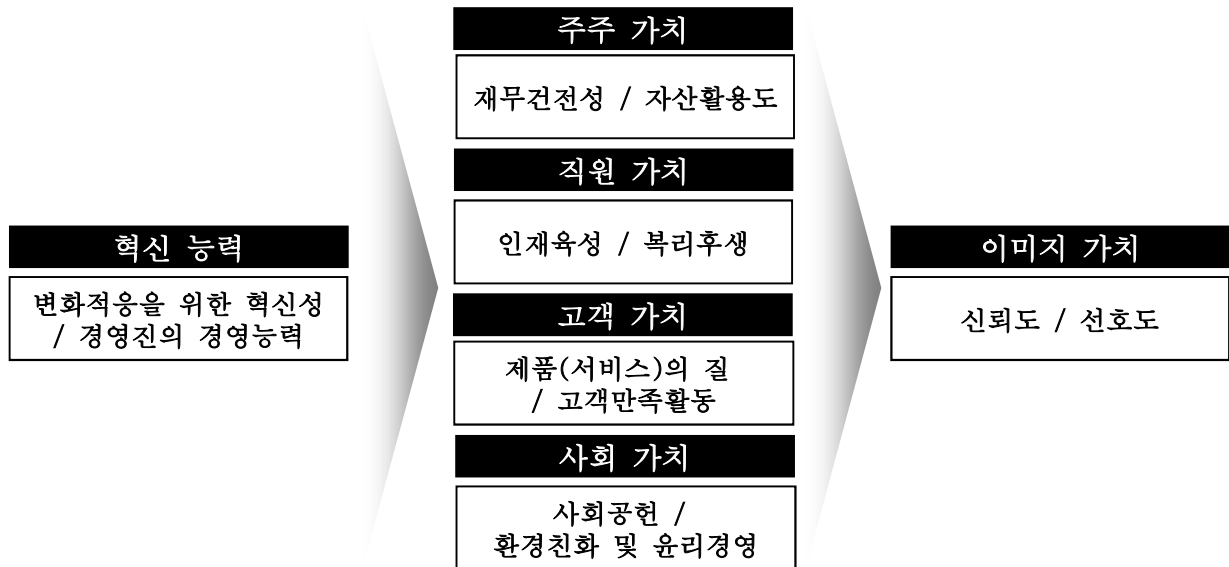 혁신 능력
변화적응을 위한 혁신성
/ 경영진의 경영능력
주주 가치
재무건전성 / 자산활용도
직원 가치
인재육성 / 복리후생
고객 가치
제품(서비스)의 질
/ 고객만족활동
사회 가치
사회공헌 /
환경친화 및 윤리경영
이미지 가치
신뢰도 / 선호도